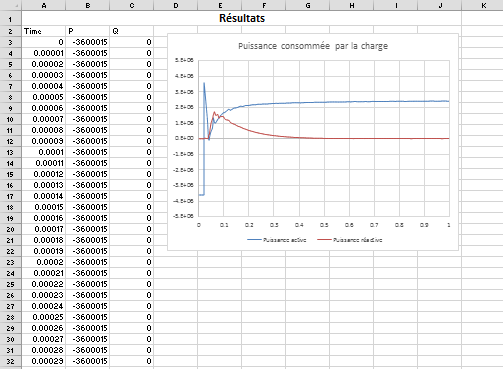 A B C D E F G H I J K
1 Résultats
2 Time P Q
3 0 -3600015 0
4 0.00001 -3600015 0
5 0.00002 -3600015 0
6 0.00003 -3600015 0
7 0.00004 -3600015 0
8 0.00005 -3600015 0
9 0.00006 -3600015 0
10 0.00007 -3600015 0
11 0.00008 -3600015 0
12 0.00009 -3600015 0
13 0.0001 -3600015 0
14 0.00011 -3600015 0
15 0.00012 -3600015 0
16 0.00013 -3600015 0
17 0.00014 -3600015 0
18 0.00015 -3600015 0
19 0.00016 -3600015 0
20 0.00017 -3600015 0
21 0.00018 -3600015 0
22 0.00019 -3600015 0
23 0.0002 -3600015 0
24 0.00021 -3600015 0
25 0.00022 -3600015 0
26 0.00023 -3600015 0
27 0.00024 -3600015 0
28 0.00025 -3600015 0
29 0.00026 -3600015 0
30 0.00027 -3600015 0
31 0.00028 -3600015 0
32 0.00029 -3600015 0
Puissance consommée par la charge
0 0.1 0.2 0.3 0.4 0.5 0.6 0.7 0.8 0.9 1
Puissance active Puissance réactive